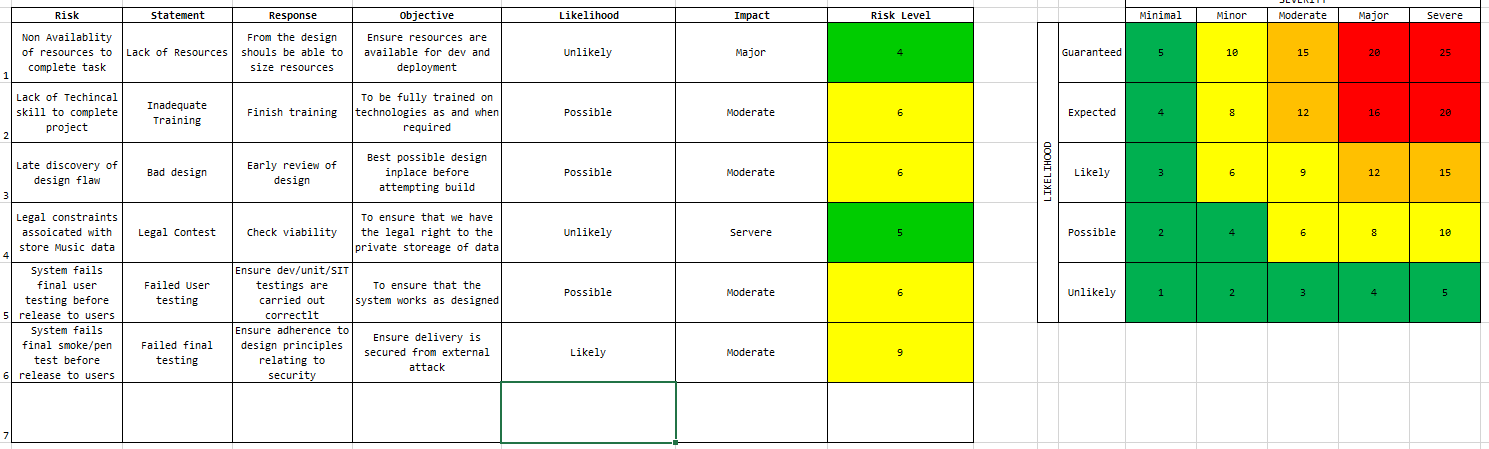 SEVERITY
Risk Statement Response Objective Likelihood Impact Risk Level
Minimal Minor Moderate Major Severe
Non Availablity
of resources to
complete task
Lack of Resources
From the design
shouls be able to
size resources
Ensure resources are
available for dev and
deployment
Unlikely
Major
4
1
Lack of Techincal
skill to complete
project
Inadequate
Training
Finish training
To be fully trained on
technologies as and when
required
Possible
Moderate
6
2
Late discovery of
design flaw
Bad design
Early review of
design
Best possible design
inplace before
attempting build
Possible
Moderate
6
3
Legal constraints
assoicated with
store Music data
Legal Contest
Check viability
To ensure that we have
the legal right to the
private storeage of data
Unlikely
Servere
5
4
System fails
final user
testing before
release to users
Failed User
testing
Ensure dev/unit/SIT
testings are
carried out
correctlt
To ensure that the
system works as designed
Possible
Moderate
6
5
System fails
final smoke/pen
test before
release to users
Failed final
testing
Ensure adherence to
design principles
relating to
security
Ensure delivery is
secured from external
attack
Likely
Moderate
9
6
7
LIKELIHOOD
Guaranteed 5 10 15 20 25
Expected 4 8 12 16 20
Likely 3 6 9 12 15
Possible 2 4 6 8 10
Unlikely 1 2 3 4 5